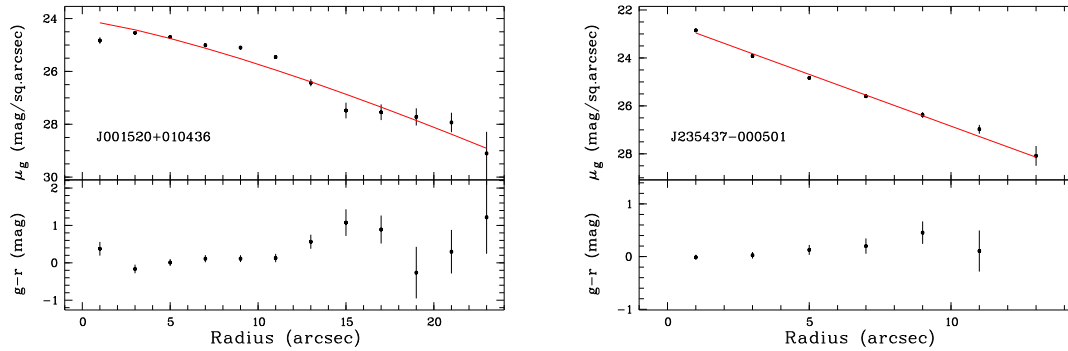 24
26
28
30
μg (mag/sq.arcsec)
J001520+010436
2
1
0
−1
g−r (mag)
0
5
10
15
20
Radius (arcsec)
22
24
26
28
μg (mag/sq.arcsec)
J235437−000501
1
0
−1
g−r (mag)
0
5
10
Radius (arcsec)